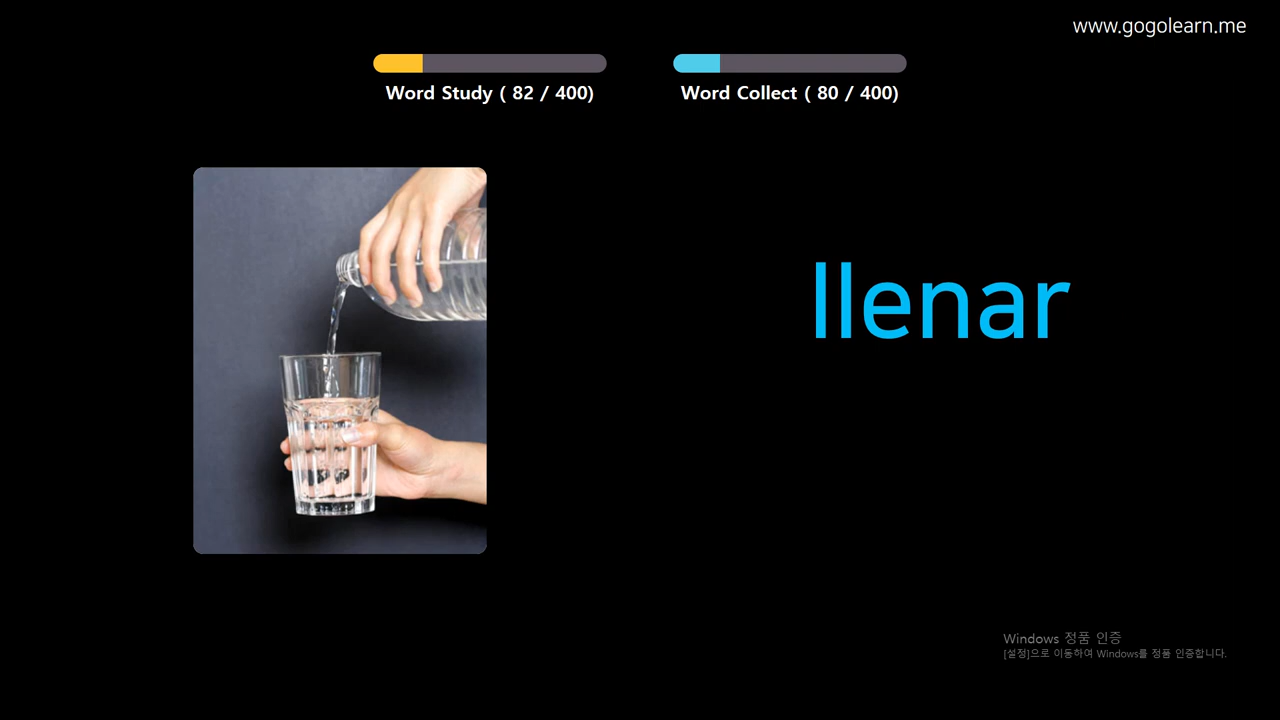 www.gogolearn.me
Word Study ( 82 / 400)
Word Collect ( 80 / 400)
llenar
Windows 정품 인증
[설정]으로 이동하여 Windows를 정품 인증합니다.